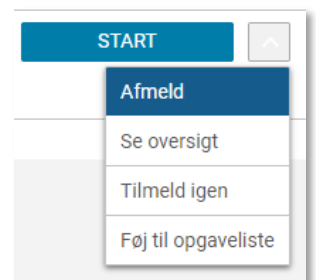 START
Afmeld
Se oversigt
Tilmeld igen
Føj til opgaveliste